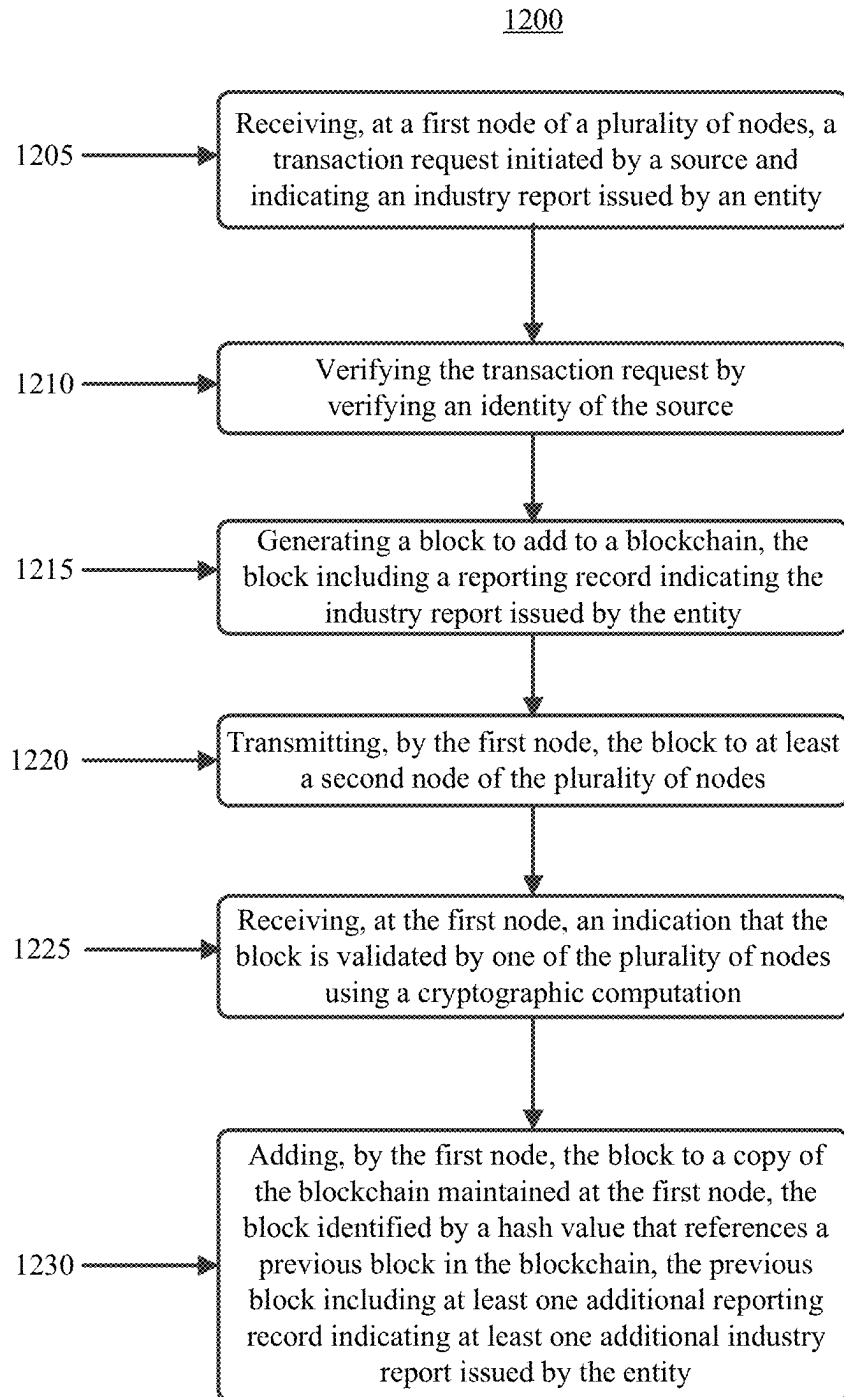 1200
1205
Receiving, at a first node of a plurality of nodes, a
transaction request initiated by a source and
indicating an industry report issued by an entity
1210
Verifying the transaction request by
verifying an identity of the source
1215
Generating a block to add to a blockchain, the
block including a reporting record indicating the
industry report issued by the entity
1220
Transmitting, by the first node, the block to at least
a second node of the plurality of nodes
1225
Receiving, at the first node, an indication that the
block is validated by one of the plurality of nodes
using a cryptographic computation
1230
Adding, by the first node, the block to a copy of
the blockchain maintained at the first node, the
block identified by a hash value that references a
previous block in the blockchain, the previous
block including at least one additional reporting
record indicating at least one additional industry
report issued by the entity